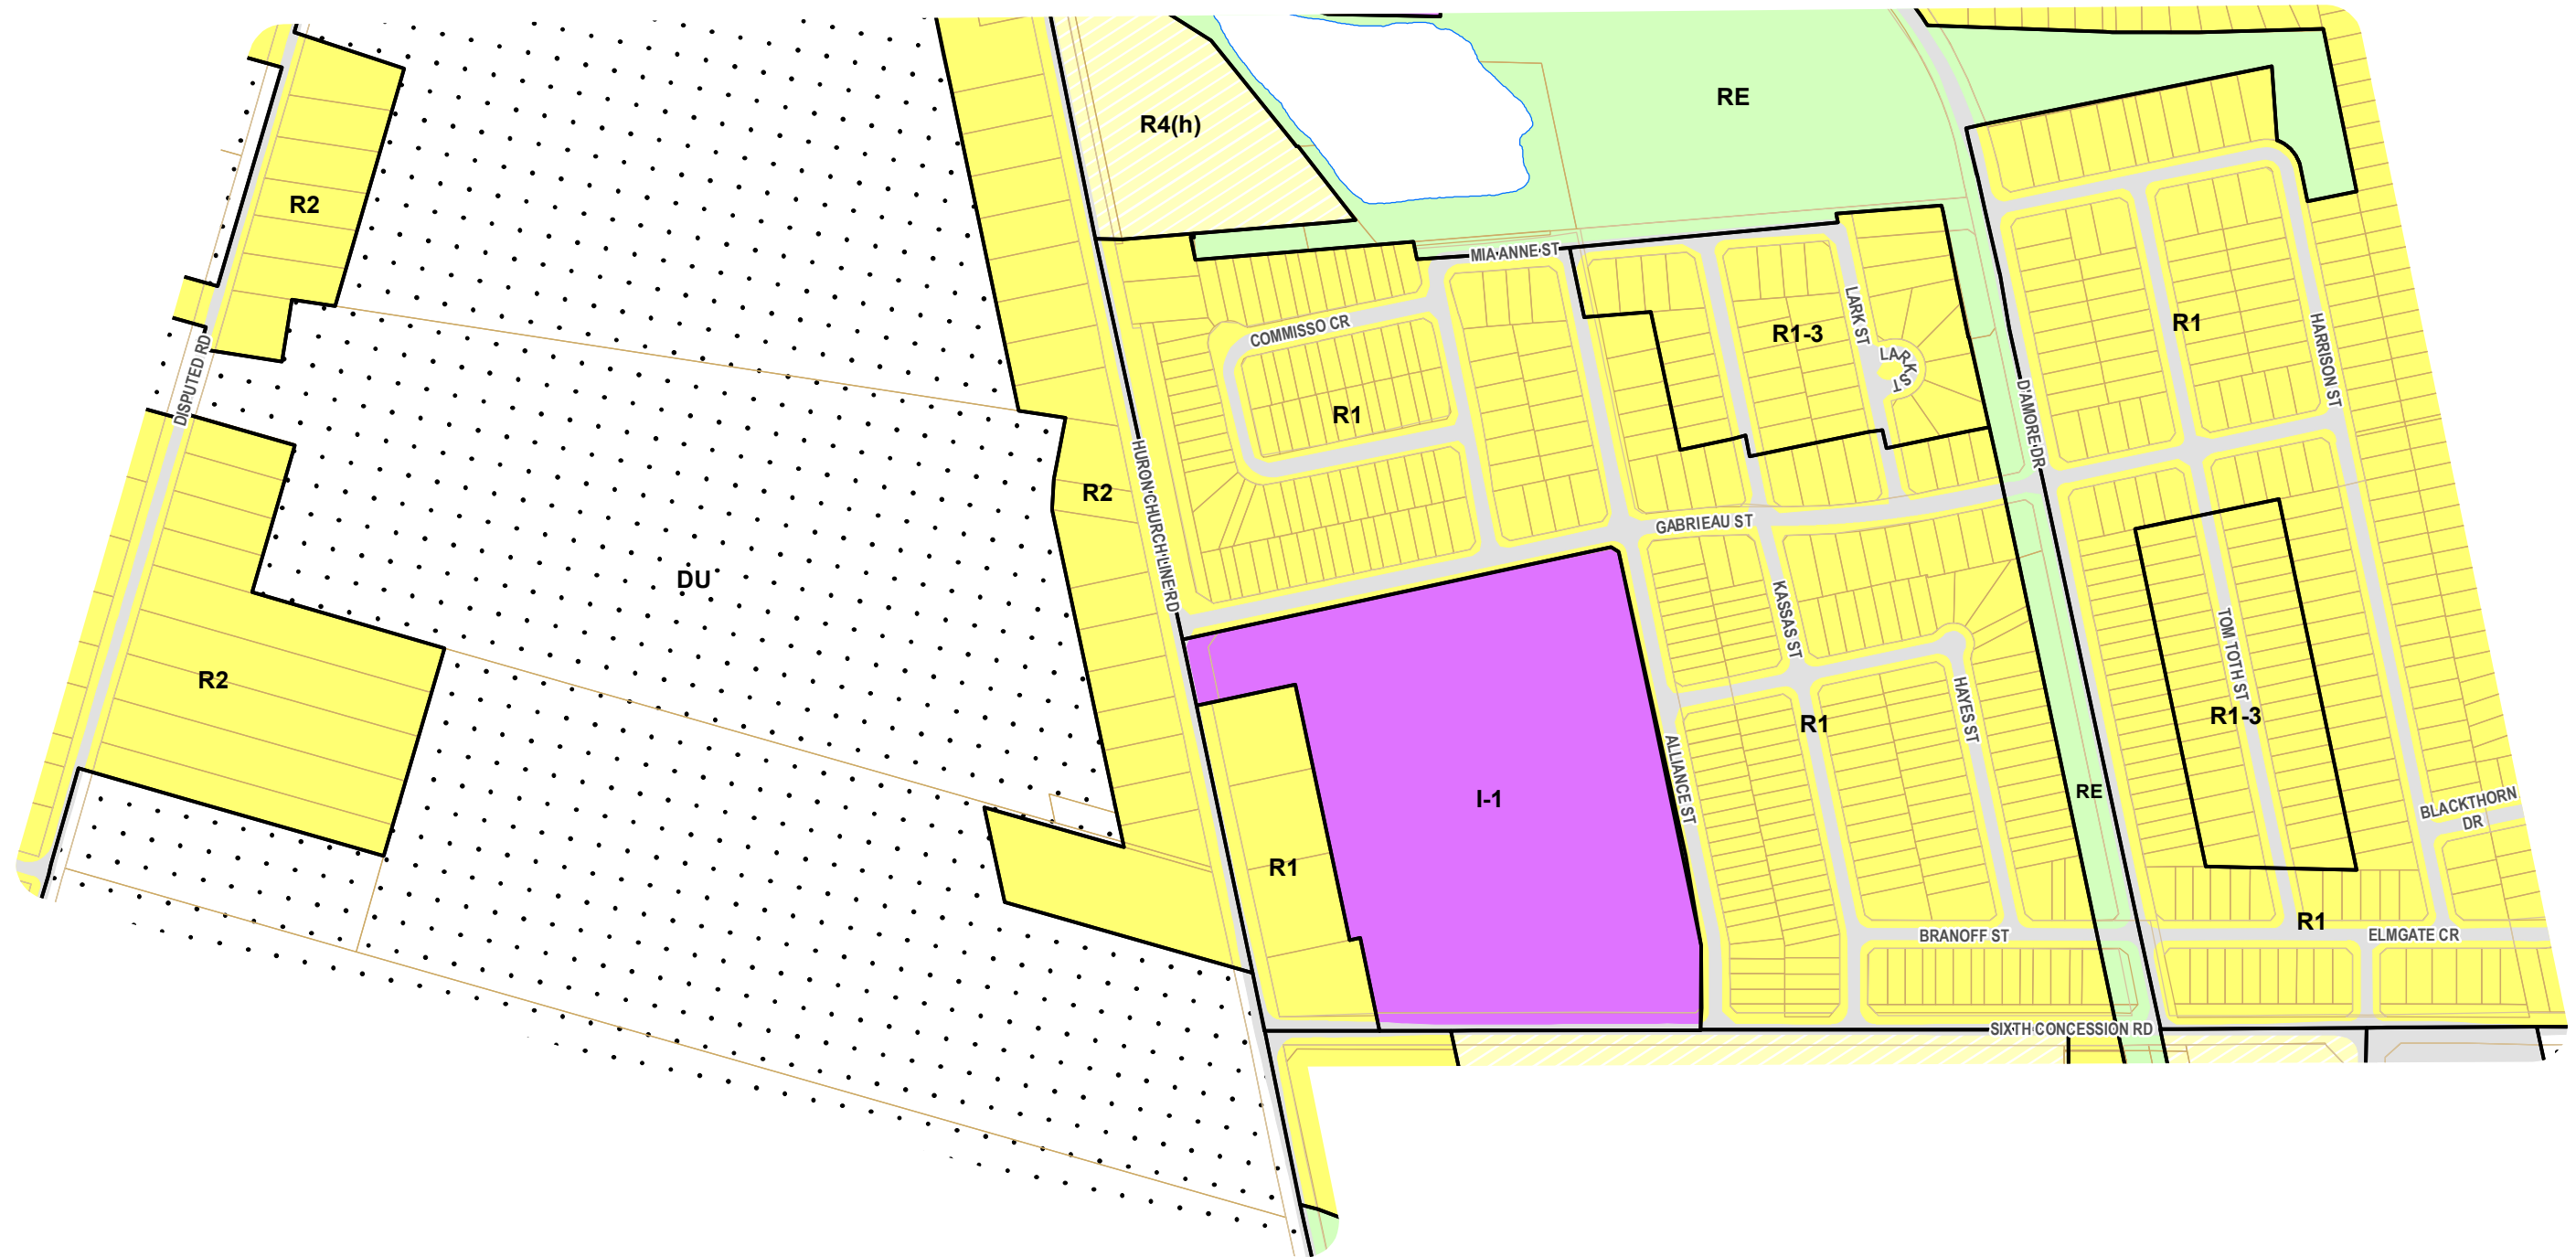 RE
R4(h)
R2
MIA ANNE ST
LARK ST
COMMISSO CR
R1-3
R1
HARRISON ST
LARK ST
DISPUTED RD
R1
D'AMORE DR
HURON CHURCH LINE RD
R2
GABRIEAU ST
DU
KASSAS ST
TOM TOTH ST
R2
HAYES ST
R1-3
R1
ALLIANCE ST
RE
I-1
BLACKTHORN
DR
R1
R1
BRANOFF ST
ELMGATE CR
SIXTH CONCESSION RD